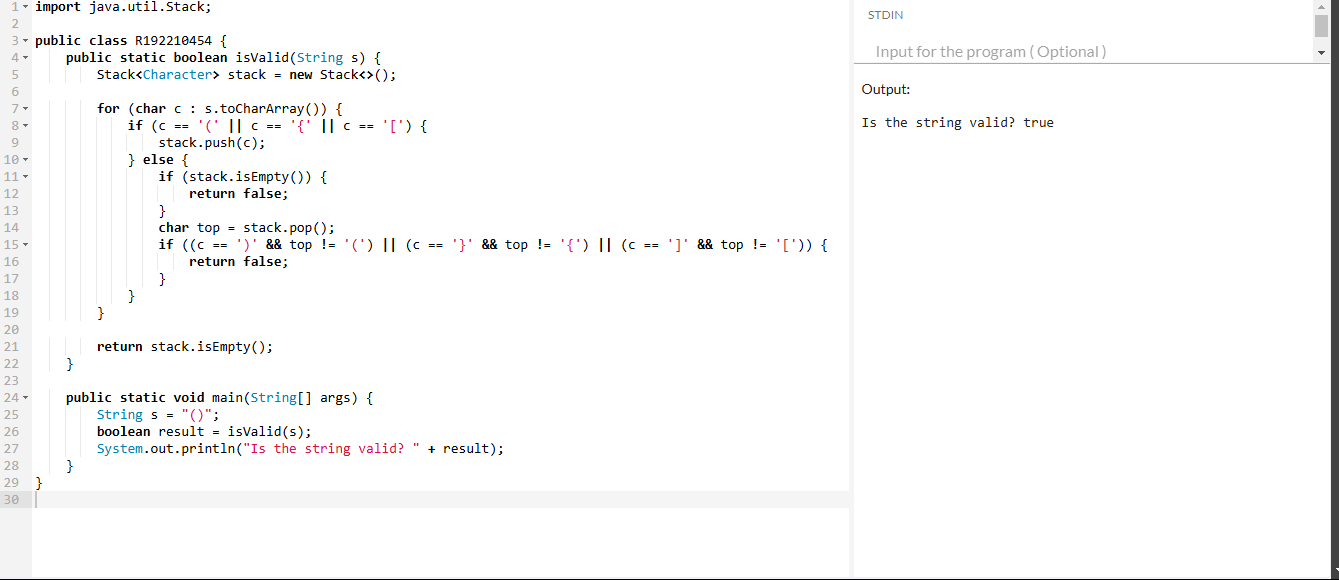 1 import java.util.Stack;
2
3 public class R192210454 {
4     public static boolean isValid(String s) {
5         Stack<Character> stack = new Stack<>();
6
7         for (char c : s.toCharArray()) {
8             if (c == '(' || c == '{' || c == '[') {
9                 stack.push(c);
10             } else {
11                 if (stack.isEmpty()) {
12                     return false;
13                 }
14                 char top = stack.pop();
15                 if ((c == ')' && top != '(') || (c == '}' && top != '{') || (c == ']' && top != '[')) {
16                     return false;
17                 }
18             }
19         }
20
21         return stack.isEmpty();
22     }
23
24     public static void main(String[] args) {
25         String s = "()";
26         boolean result = isValid(s);
27         System.out.println("Is the string valid? " + result);
28     }
29 }
30
STDIN
Input for the program ( Optional )
Output:
Is the string valid? true